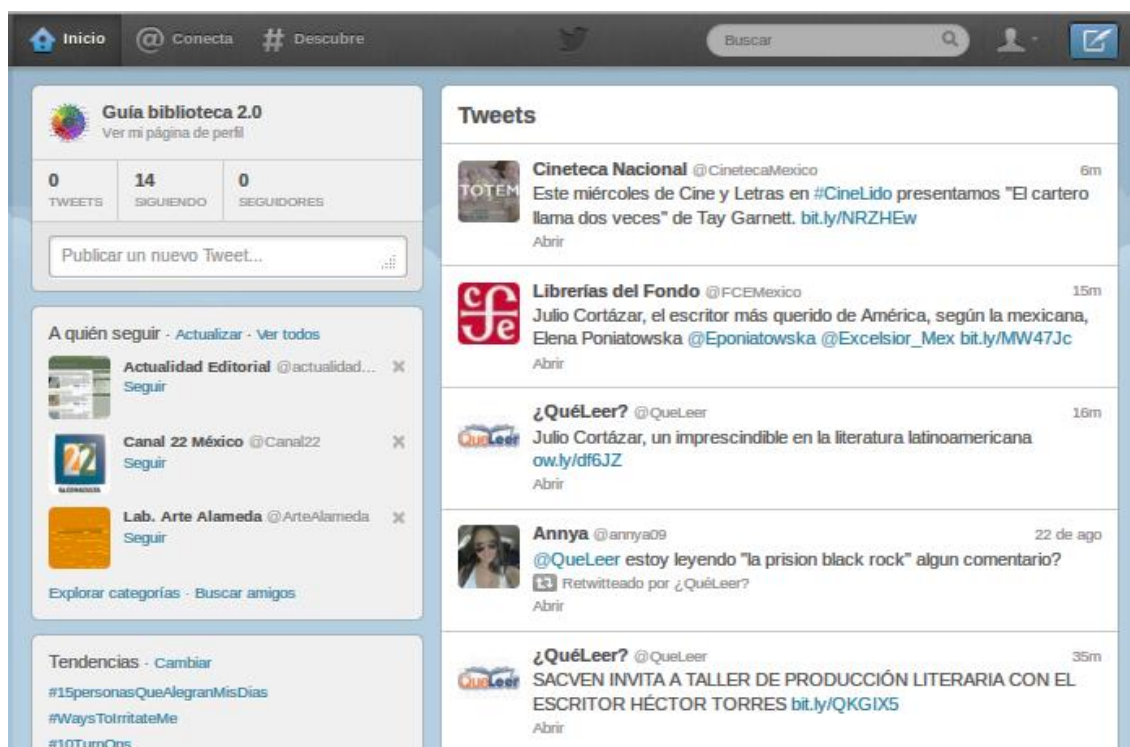 Inicio
Conecta
Descubre
Buscar
Guía biblioteca 2.0
Ver mi página de perfil
0
TWEETS
14
SIGUIENDO
0
SEGUIDORES
Publicar un nuevo Tweet...
A quién seguir · Actualizar · Ver todos
Actualidad Editorial @actualidad...
Seguir
Canal 22 México @Canal22
Seguir
22
Lab. Arte Alameda @ArteAlameda
Seguir
Explorar categorías · Buscar amigos
Tendencias · Cambiar
#15personasQueAlegranMisDias
#WaysToIrritateMe
#10TurnOns
Tweets
Cineteca Nacional @CinetecaMexico 6m
TOTEM
Este miércoles de Cine y Letras en #CineLido presentamos "El cartero
llama dos veces" de Tay Garnett. bit.ly/NRZHEw
Abrir
Librerías del Fondo @FCEMexico 15m
Julio Cortázar, el escritor más querido de América, según la mexicana,
Elena Poniatowska @Eponiatowska @Excelsior_Mex bit.ly/MW47Jc
Abrir
cfe
¿QuéLeer? @QueLeer 16m
QueLeer
Julio Cortázar, un imprescindible en la literatura latinoamericana
ow.ly/df6JZ
Abrir
Annya @annya09 22 de ago
@QueLeer estoy leyendo "la prision black rock" algun comentario?
Retwitteado por ¿QuéLeer?
Abrir
¿QuéLeer? @QueLeer 35m
QueLeer
SACVEN INVITA A TALLER DE PRODUCCIÓN LITERARIA CON EL
ESCRITOR HÉCTOR TORRES bit.ly/QKGIX5
Abrir